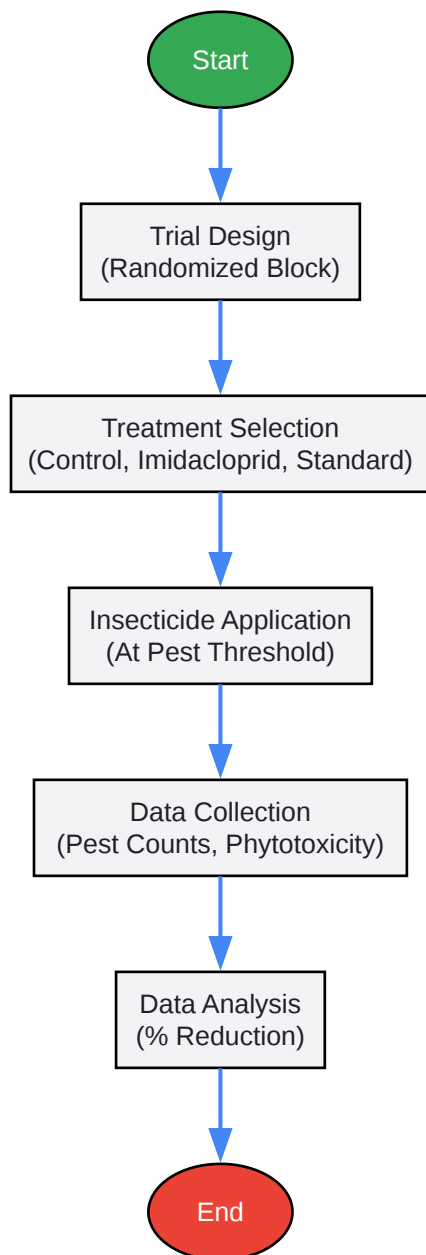 Start
Trial Design
(Randomized Block)
Treatment Selection
(Control, Imidacloprid, Standard)
Insecticide Application
(At Pest Threshold)
Data Collection
(Pest Counts, Phytotoxicity)
Data Analysis
(% Reduction)
End